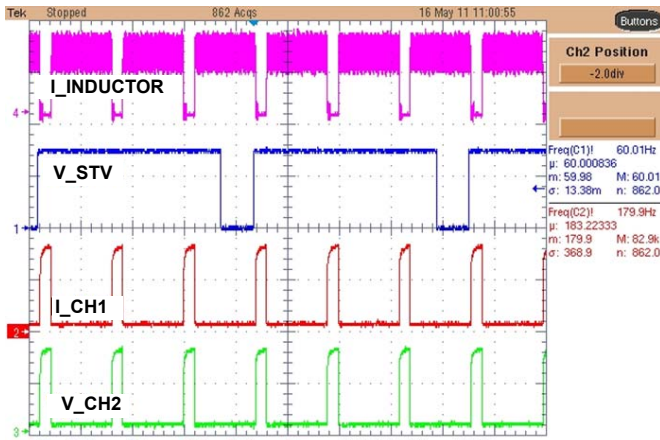 Tek Stopped 862 Acqs 16 May 11 11:00:55
Buttons
Ch2 Position
-2.0div
I_INDUCTOR
4
Freq(C1)! 60.01Hz
µ: 60.000836
m: 59.98 M: 60.01
σ: 13.38m n: 862.0
V_STV
1
Freq(C2)! 179.9Hz
µ: 183.22333
m: 179.9 M: 82.9k
σ: 368.9 n: 862.0
I_CH1
2
V_CH2
3